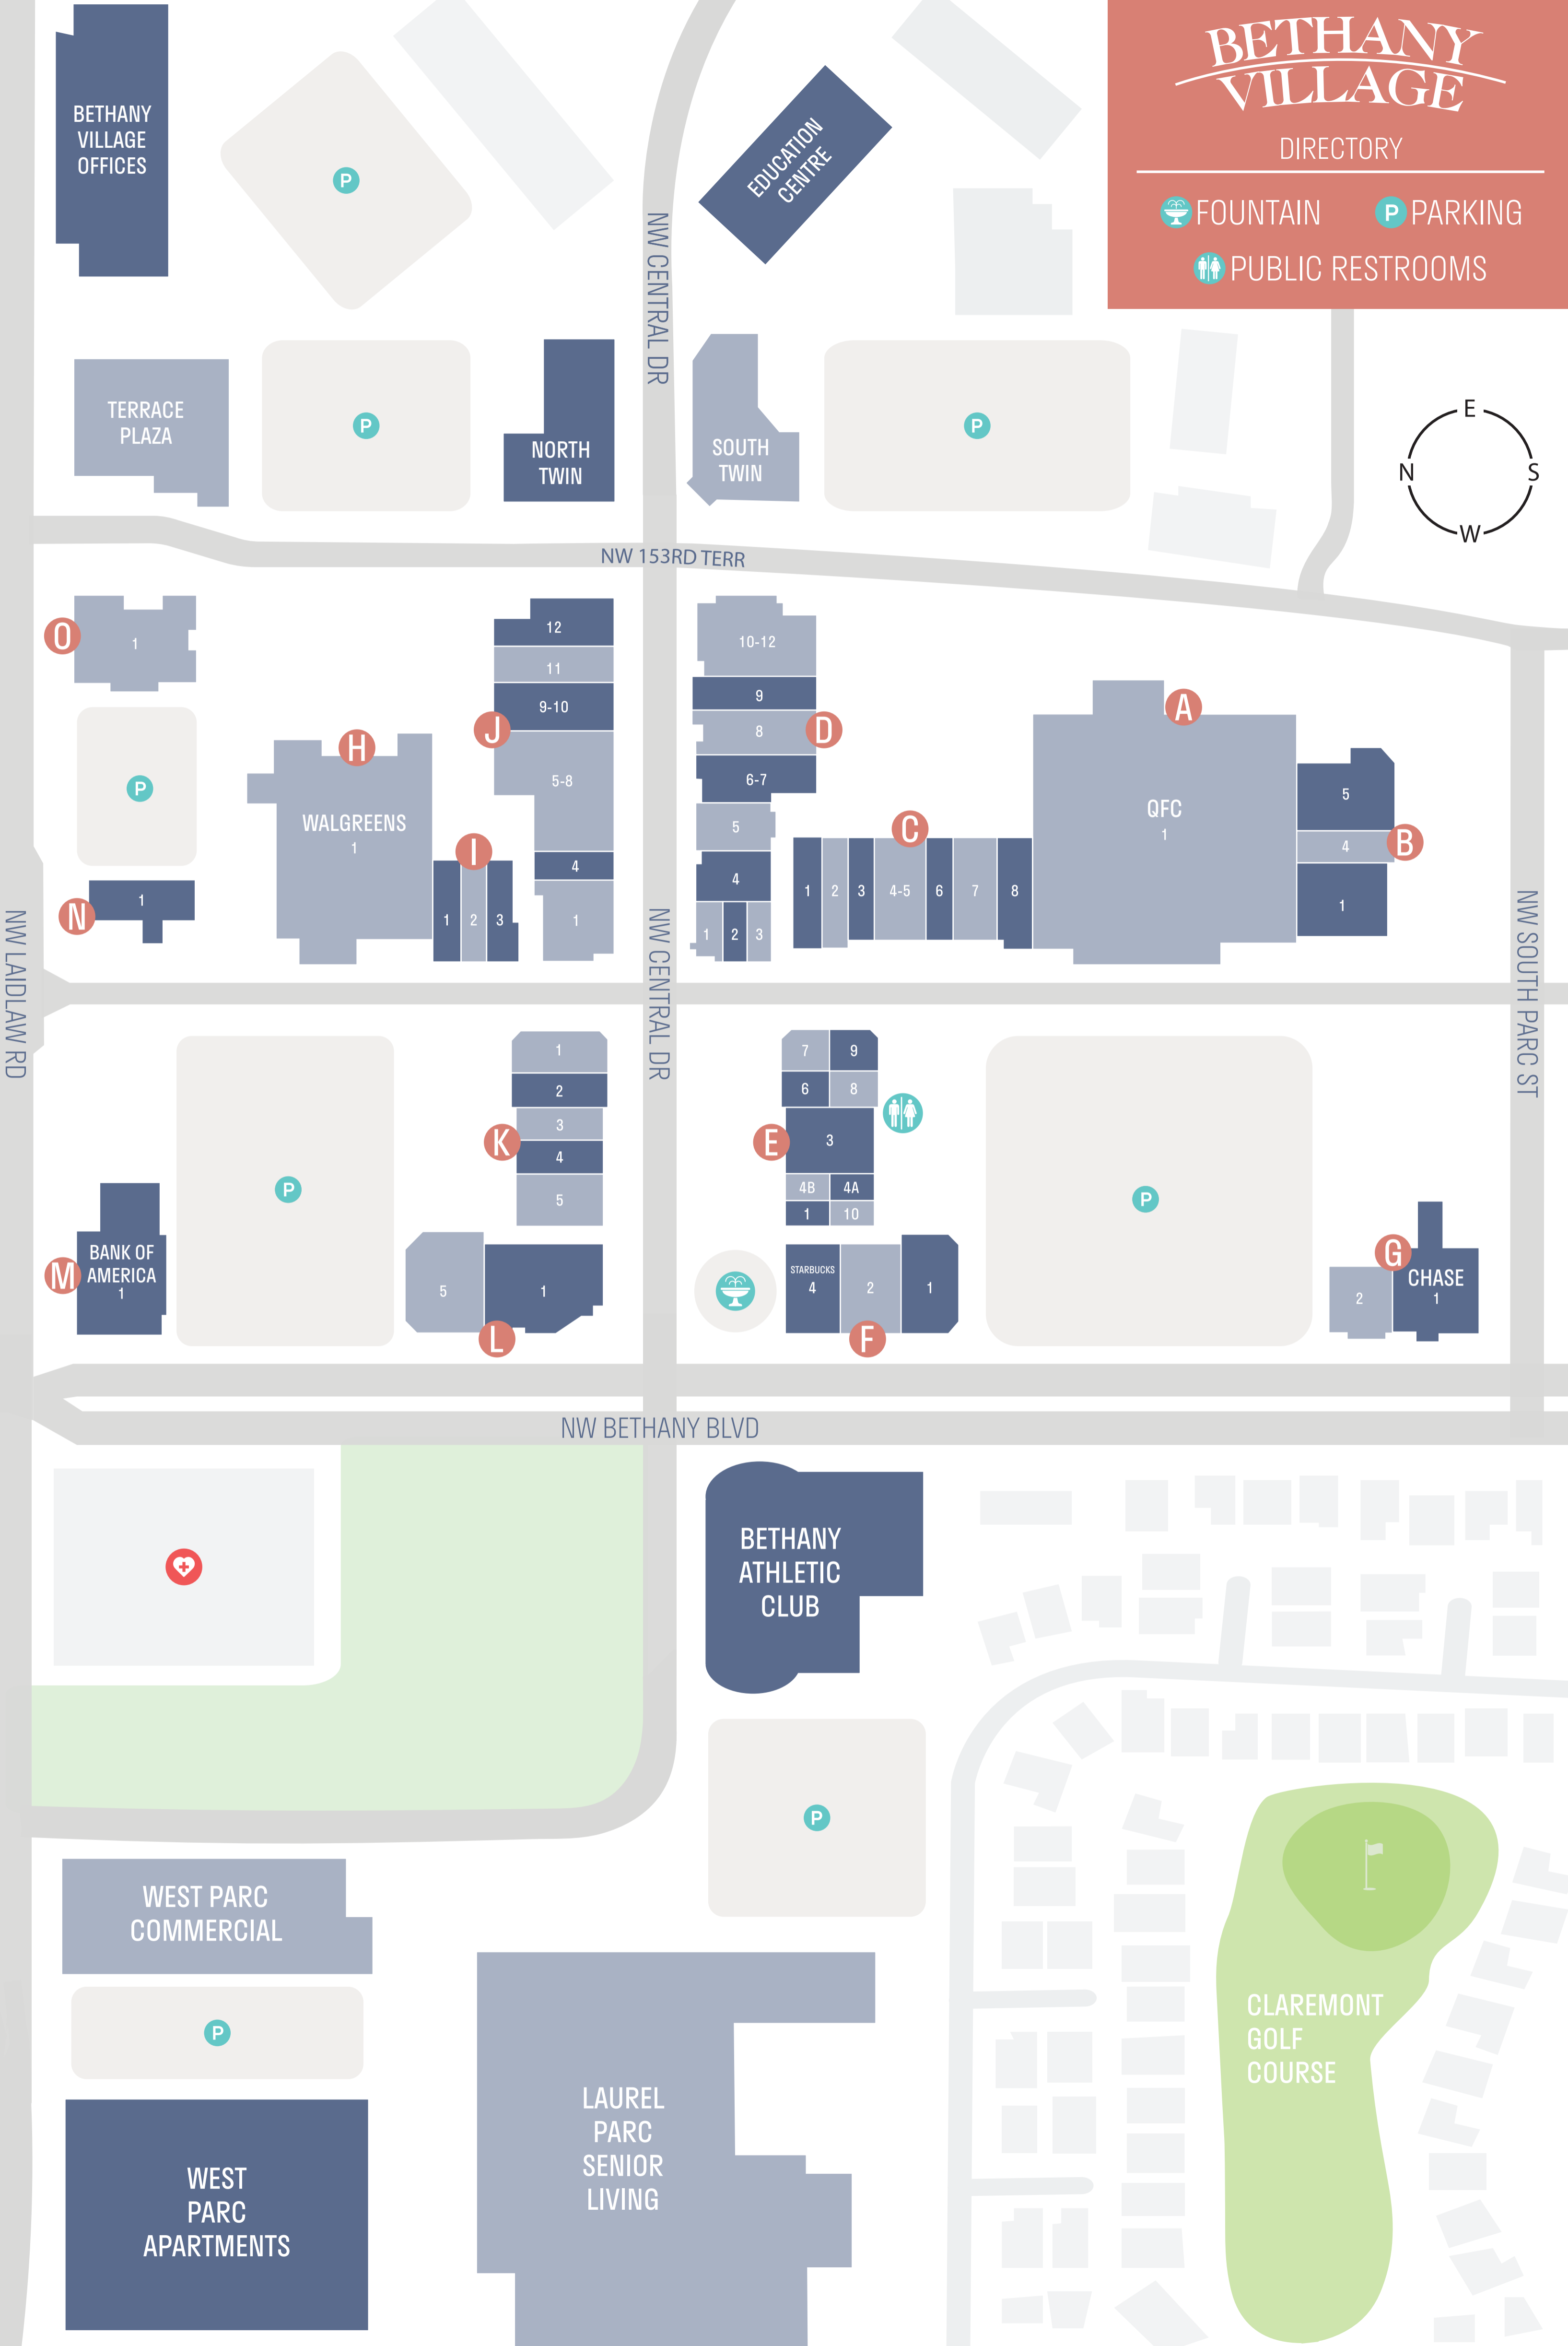 BETHANY
VILLAGE
DIRECTORY
FOUNTAIN
P PARKING
PUBLIC RESTROOMS
BETHANY
VILLAGE
OFFICES
P
EDUCATION
CENTRE
NW CENTRAL DR
TERRACE
PLAZA
P
NORTH
TWIN
SOUTH
TWIN
P
E
N
S
W
NW 153RD TERR
O
1
P
N
1
H
WALGREENS
1
I
1
2
3
J
12
11
9-10
5-8
4
1
D
10-12
9
8
6-7
5
4
1
2
3
C
1
2
3
4-5
6
7
8
A
QFC
1
B
5
4
1
NW LAIDLAW RD
NW CENTRAL DR
NW SOUTH PARC ST
P
K
1
2
3
4
5
E
7
9
6
8
3
4B
4A
1
10
P
M
BANK OF
AMERICA
1
L
5
1
F
STARBUCKS
4
2
1
G
2
CHASE
1
NW BETHANY BLVD
BETHANY
ATHLETIC
CLUB
P
WEST PARC
COMMERCIAL
P
WEST
PARC
APARTMENTS
LAUREL
PARC
SENIOR
LIVING
CLAREMONT
GOLF
COURSE